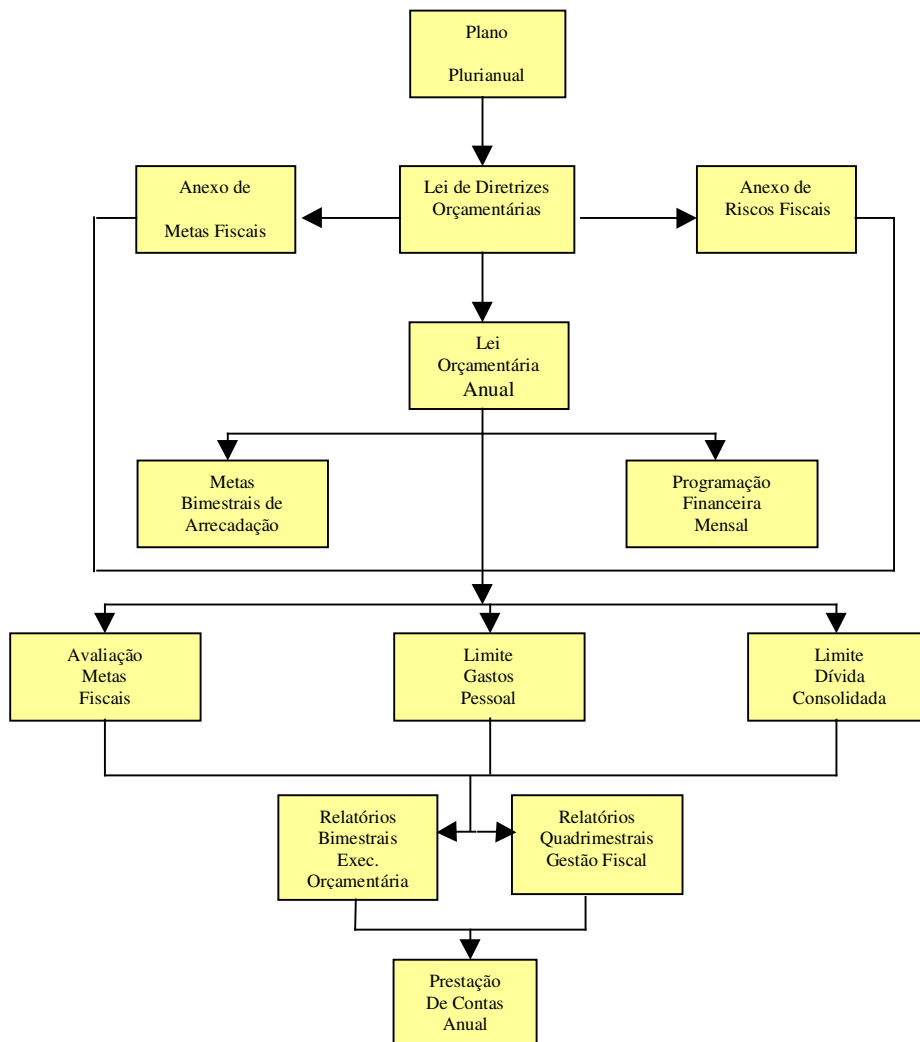 Plano
Plurianual
Anexo de
Metas Fiscais
Lei de Diretrizes
Orçamentárias
Anexo de
Riscos Fiscais
Lei
Orçamentária
Anual
Metas
Bimestrais de
Arrecadação
Programação
Financeira
Mensal
Avaliação
Metas
Fiscais
Limite
Gastos
Pessoal
Limite
Dívida
Consolidada
Relatórios
Bimestrais
Exec.
Orçamentária
Relatórios
Quadrimestrais
Gestão Fiscal
Prestação
De Contas
Anual